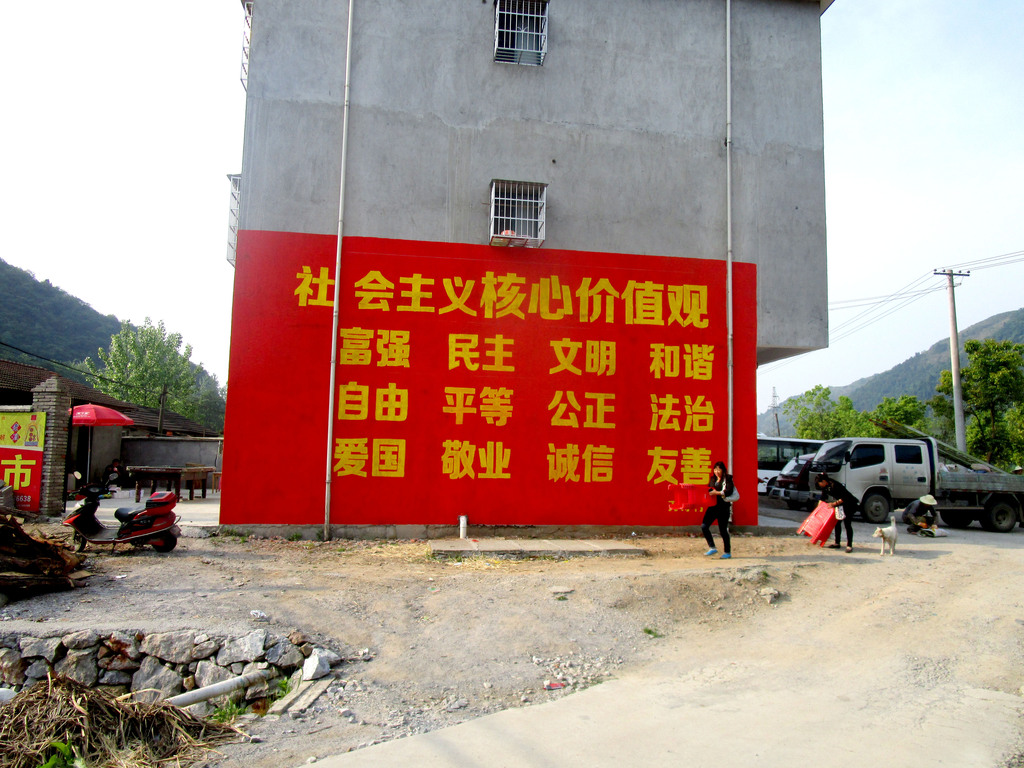 社会主义核心价值观
富强 民主 文明 和谐
自由 平等 公正 法治
爱国 敬业 诚信 友善
市
6638